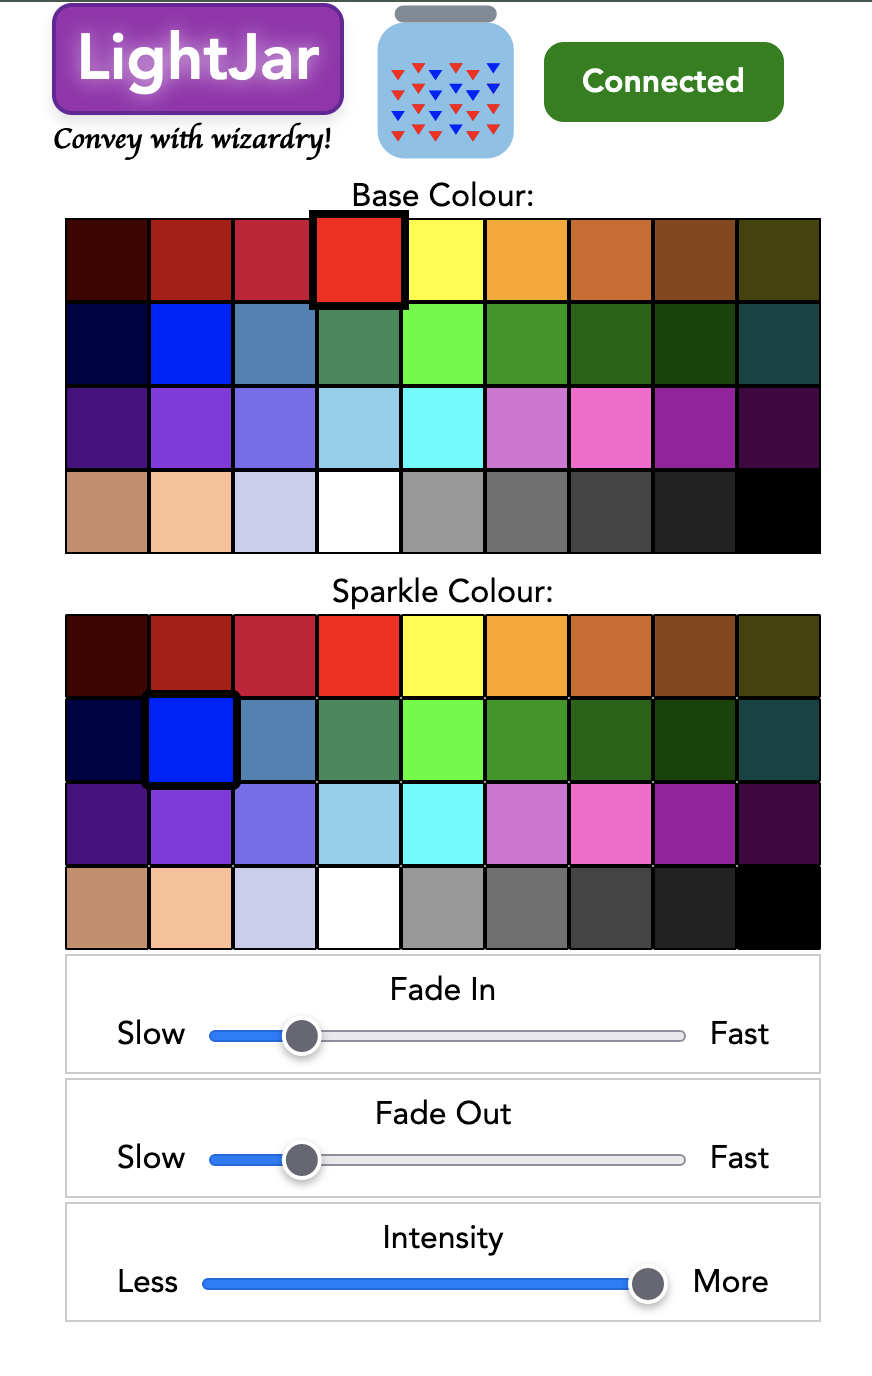 LightJar
Convey with wizardry!
Connected
Base Colour:
Sparkle Colour:
Fade In
Slow Fast
Fade Out
Slow Fast
Intensity
Less More